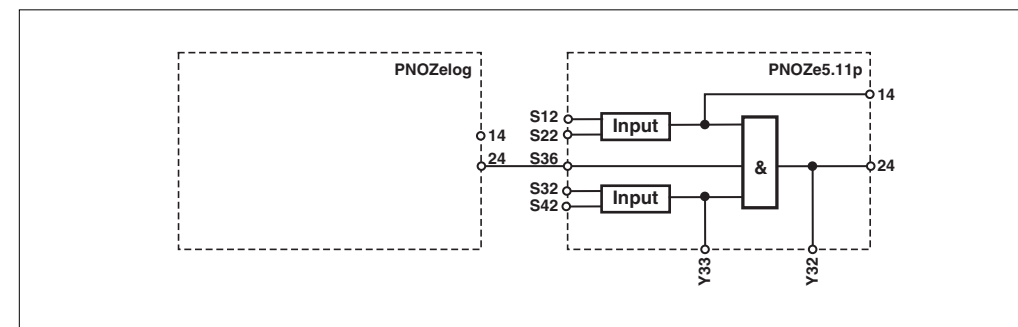 PNOZelog
PNOZe5.11p
14
S12
Input
S22
14
24
S36
&
24
S32
Input
S42
Y33
Y32